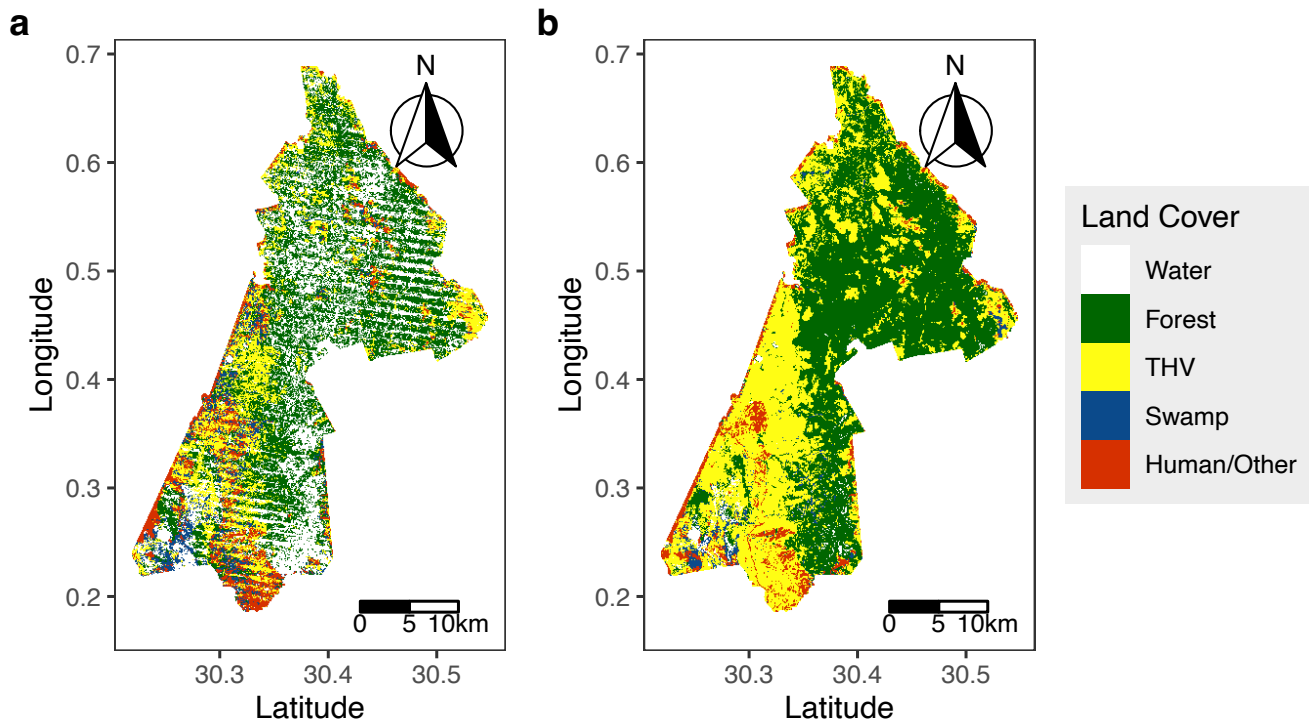 a
b
0.7
0.6
0.5
0.4
0.3
0.2
Longitude
N
0 5 10km
30.3 30.4 30.5
Latitude
0.7
0.6
0.5
0.4
0.3
0.2
Longitude
N
0 5 10km
30.3 30.4 30.5
Latitude
Land Cover
Water
Forest
THV
Swamp
Human/Other